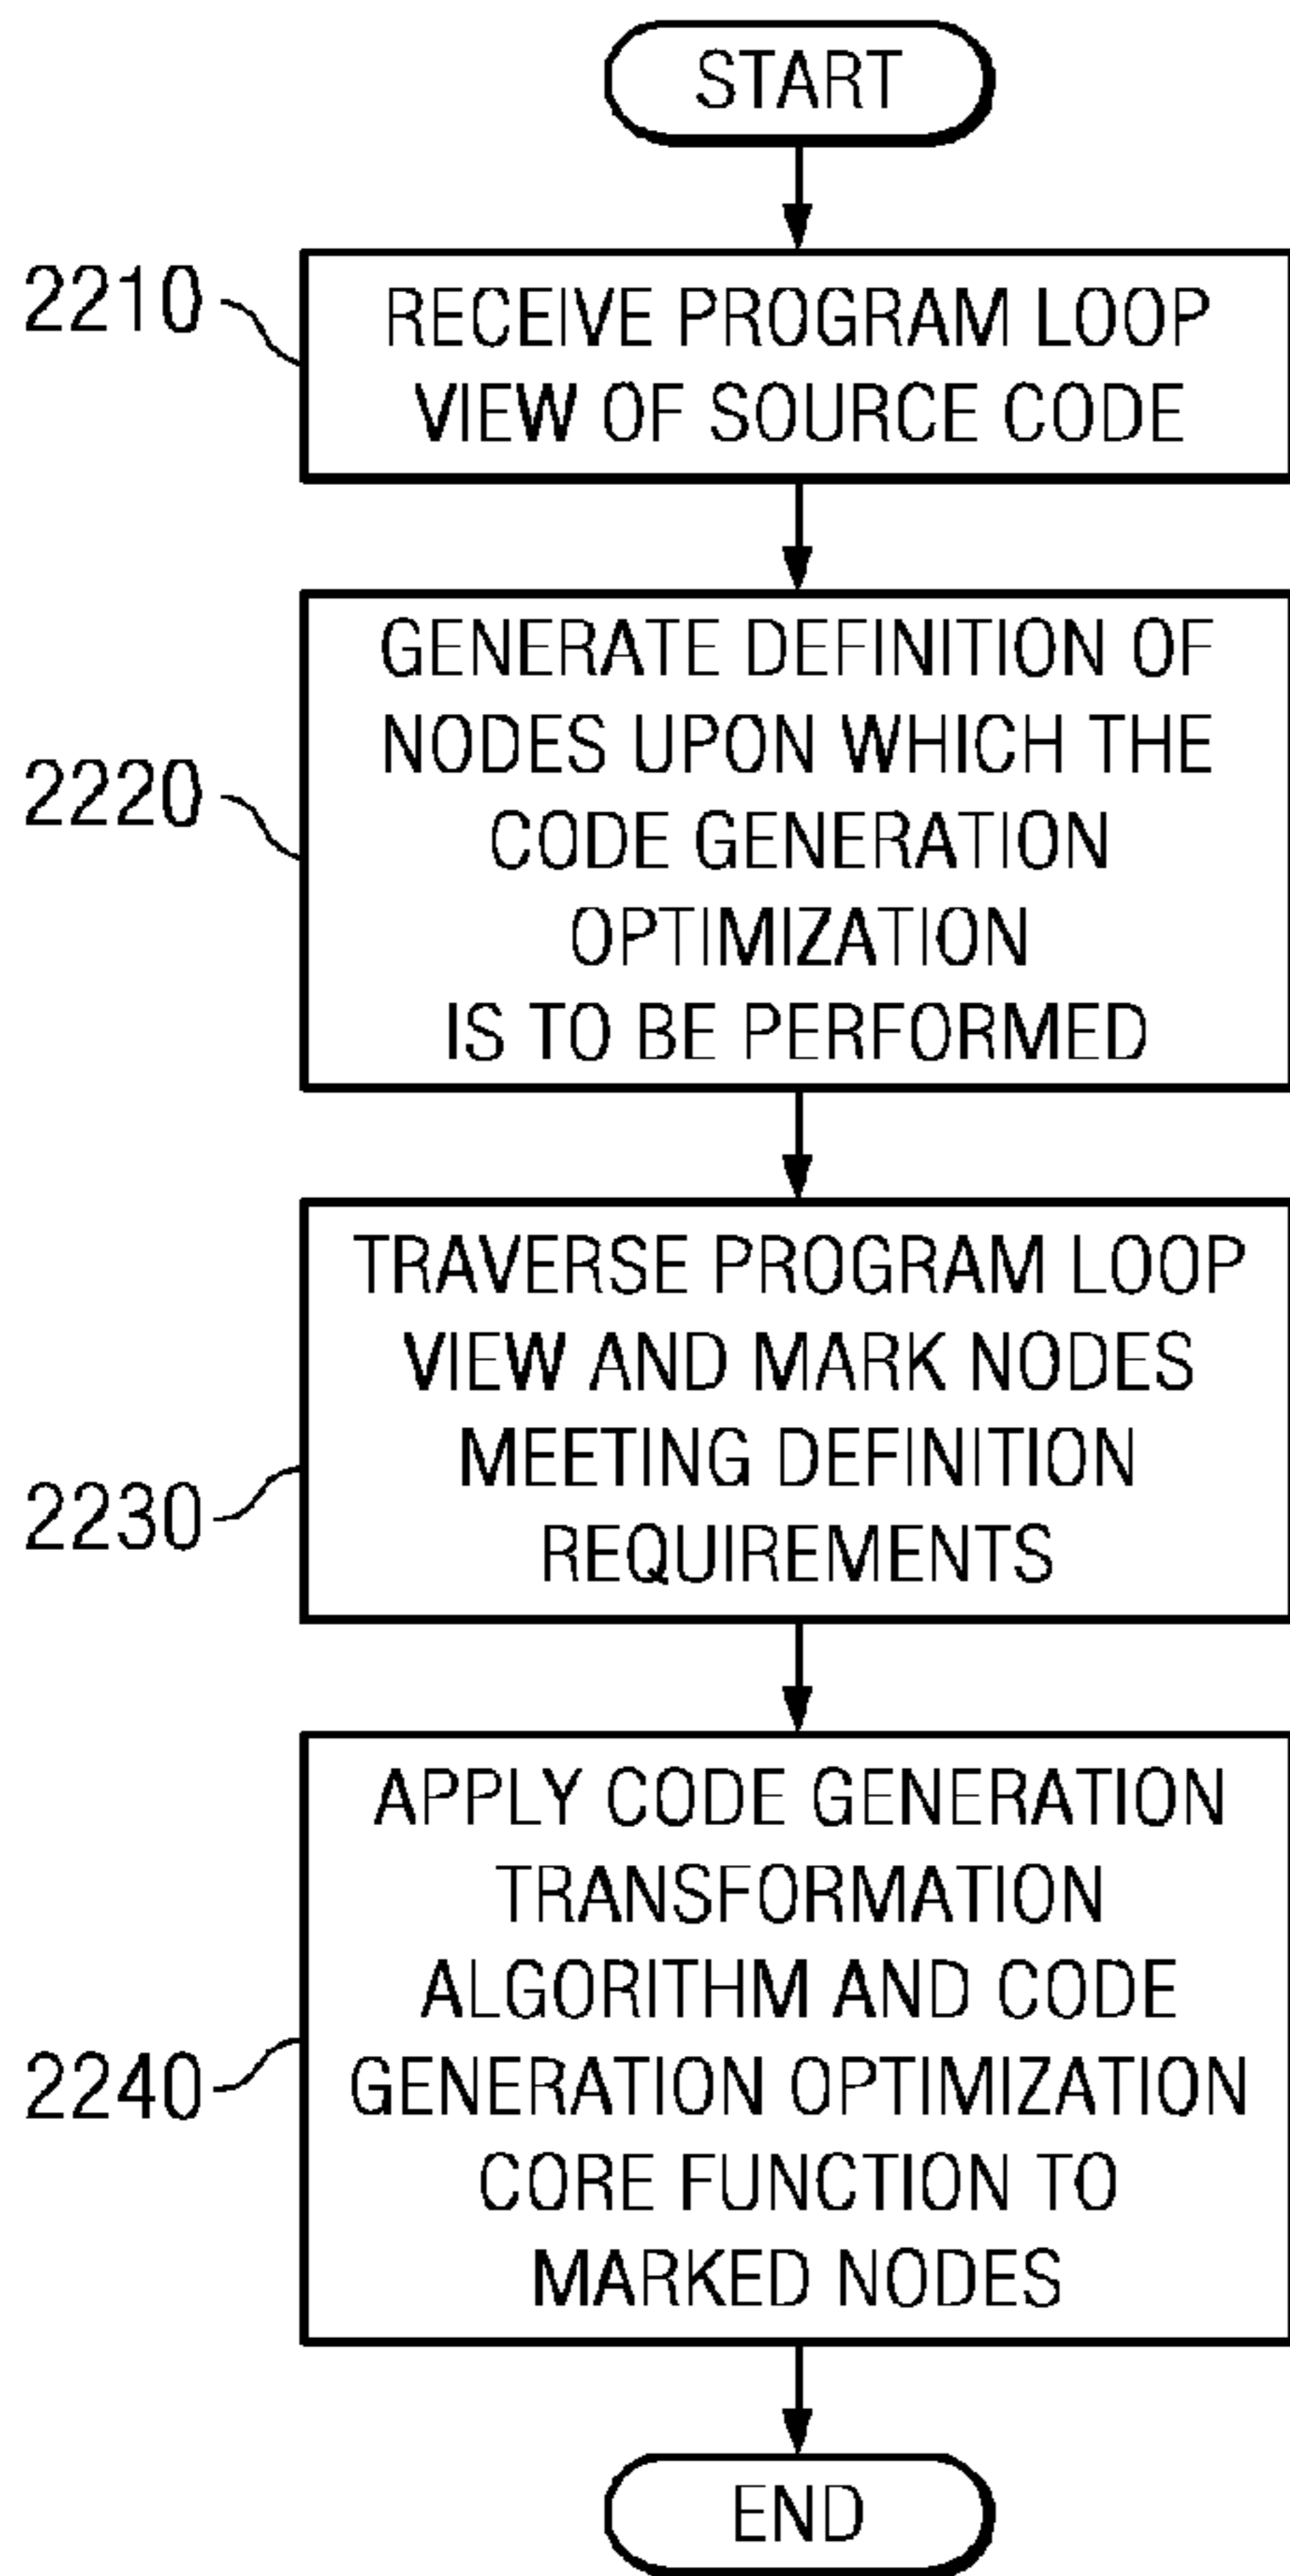 START
2210
RECEIVE PROGRAM LOOP
VIEW OF SOURCE CODE
2220
GENERATE DEFINITION OF
NODES UPON WHICH THE
CODE GENERATION
OPTIMIZATION
IS TO BE PERFORMED
2230
TRAVERSE PROGRAM LOOP
VIEW AND MARK NODES
MEETING DEFINITION
REQUIREMENTS
2240
APPLY CODE GENERATION
TRANSFORMATION
ALGORITHM AND CODE
GENERATION OPTIMIZATION
CORE FUNCTION TO
MARKED NODES
END